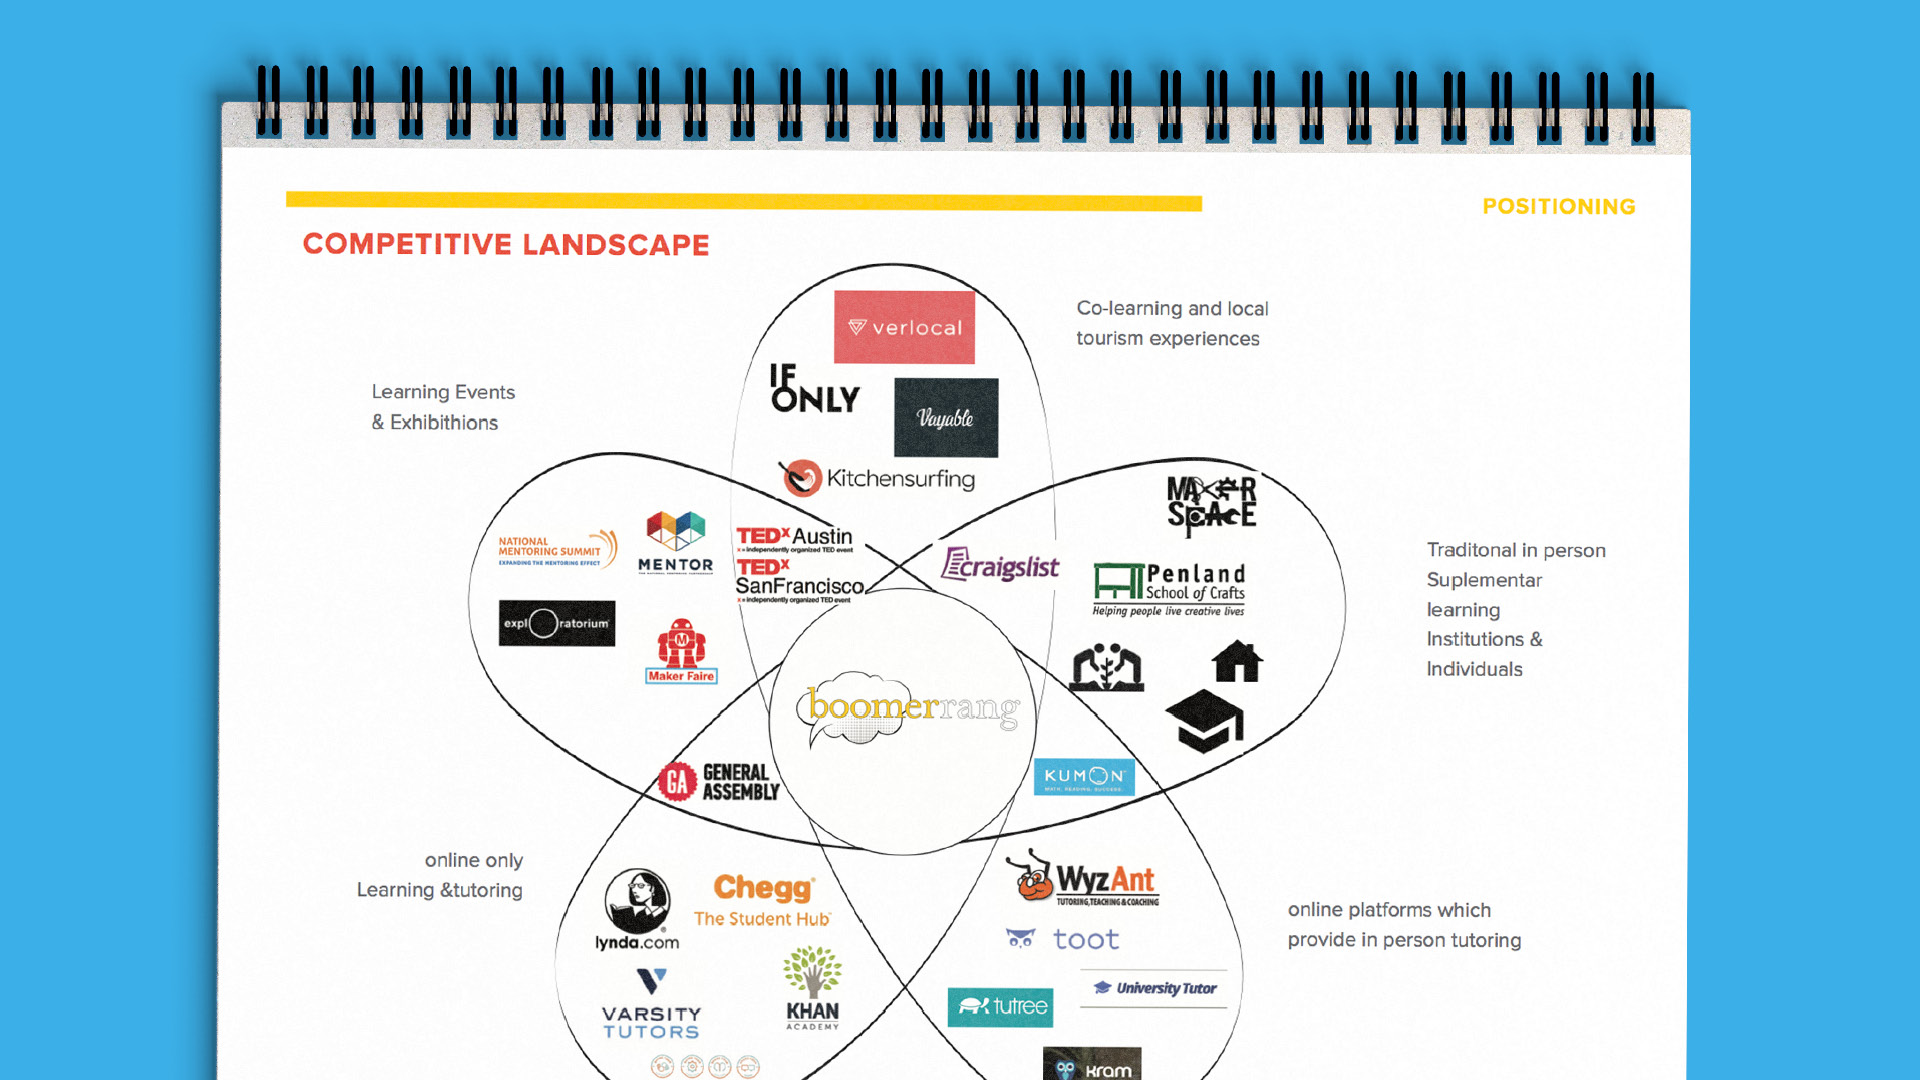 POSITIONING
COMPETITIVE LANDSCAPE
verlocal
Co-learning and local
tourism experiences
IF
ONLY
Vayable
Learning Events
& Exhibithions
Kitchensurfing
MAKER
SPACE
NATIONAL
MENTORING SUMMIT
EXPANDING THE MENTORING EFFECT
MENTOR
TEDx Austin
x = independently organized TED event
TEDx
SanFrancisco
x = independently organized TED event
craigslist
Penland
School of Crafts
Helping people live creative lives
Traditonal in person
Suplementar
learning
Institutions &
Individuals
explOratorium
M
Maker Faire
boomerrang
GA GENERAL
ASSEMBLY
KUMON
MATH. READING. SUCCESS.
online only
Learning &tutoring
lynda.com
Chegg
The Student Hub
WyzAnt
TUTORING, TEACHING & COACHING
toot
online platforms which
provide in person tutoring
VARSITY
TUTORS
KHAN
ACADEMY
tutree
University Tutor
kram